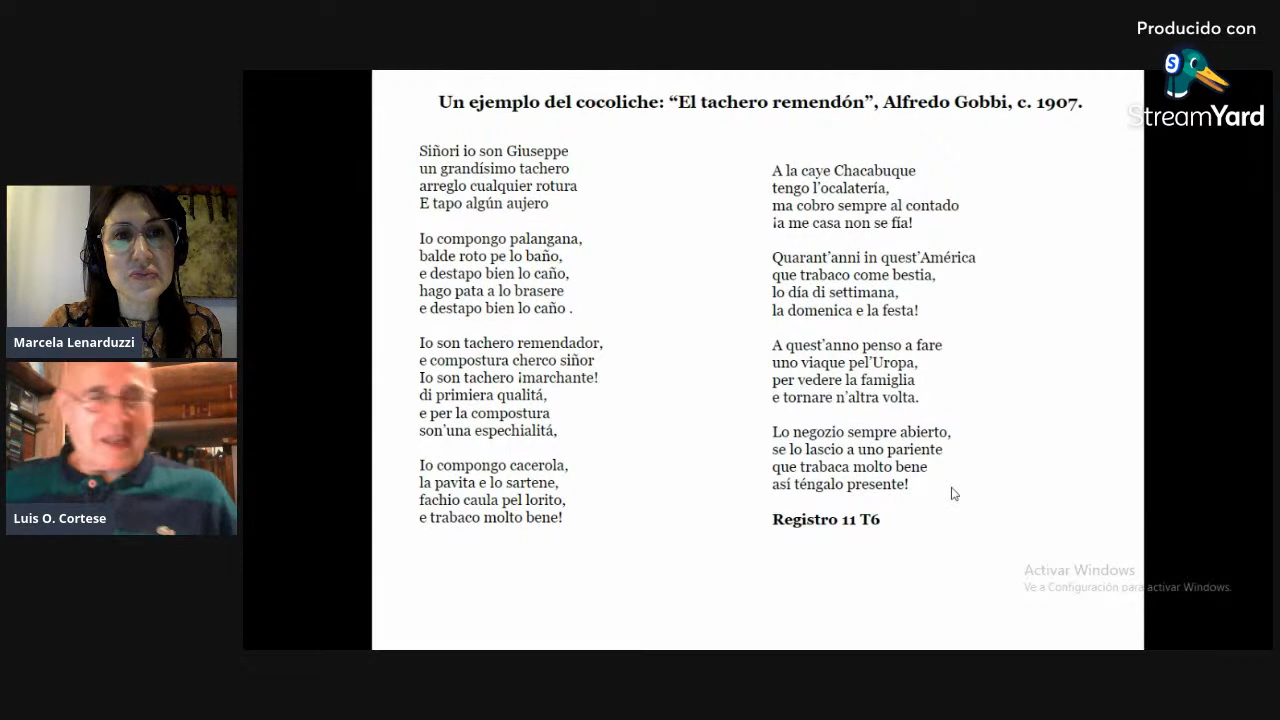 Producido con
StreamYard
Un ejemplo del cocoliche: “El tachero remendón”, Alfredo Gobbi, c. 1907.
Siñori io son Giuseppe
un grandísimo tachero
arreglo cualquier rotura
E tapo algún aujero
Io compongo palangana,
balde roto pe lo baño,
e destapo bien lo caño,
hago pata a lo brasere
e destapo bien lo caño .
Io son tachero remendador,
e compostura cherco siñor
Io son tachero ¡marchante!
di primiera qualitá,
e per la compostura
son’una espechialitá,
Io compongo cacerola,
la pavita e lo sartene,
fachio caula pel lorito,
e trabaco molto bene!
A la caye Chacabuque
tengo l’ocalatería,
ma cobro sempre al contado
¡a me casa non se fía!
Quarant’anni in quest’América
que trabaco come bestia,
lo día di settimana,
la domenica e la festa!
A quest’anno penso a fare
uno viaque pel’Uropa,
per vedere la famiglia
e tornare n’altra volta.
Lo negozio sempre abierto,
se lo lascio a uno pariente
que trabaca molto bene
así téngalo presente!
Registro 11 T6
Marcela Lenarduzzi
Luis O. Cortese
Activar Windows
Ve a Configuración para activar Windows.